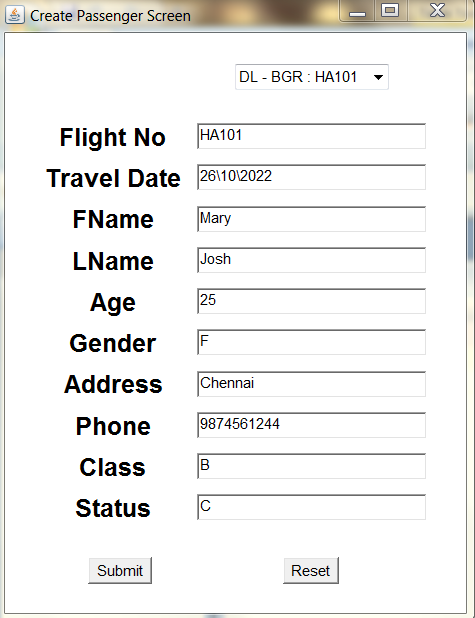 Create Passenger Screen
DL - BGR : HA101
Flight No HA101
Travel Date 26\10\2022
FName Mary
LName Josh
Age 25
Gender F
Address Chennai
Phone 9874561244
Class B
Status C
Submit Reset